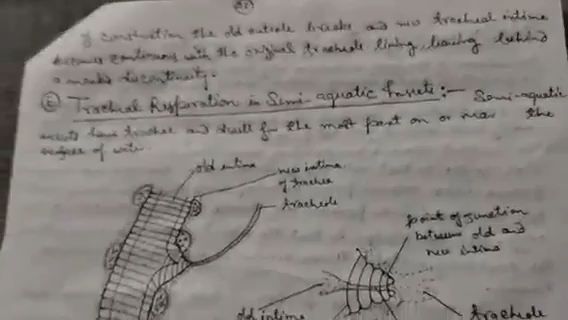 of construction the old cuticle breaks and new tracheal intima
becomes continuous with the original tracheole lining, leaving behind
a marked discontinuity.
Tracheal Respiration in Semi-aquatic Insects:— Semi-aquatic
insects have tracheae and dwell for the most part on or near the
surface of water.
old intima
new intima
of trachea
tracheole
point of junction
between old and
new intima
old intima
tracheole